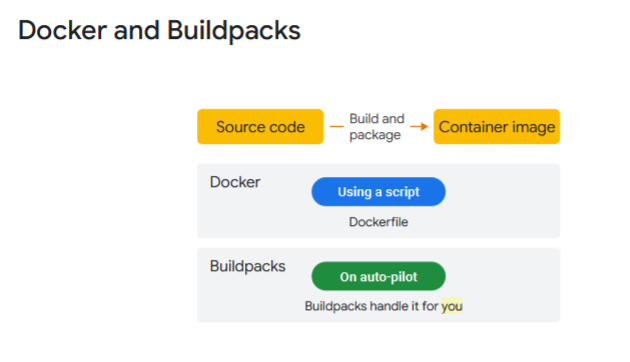 Docker and Buildpacks
Source code
Build and
package
Container image
Docker
Using a script
Dockerfile
Buildpacks
On auto-pilot
Buildpacks handle it for you